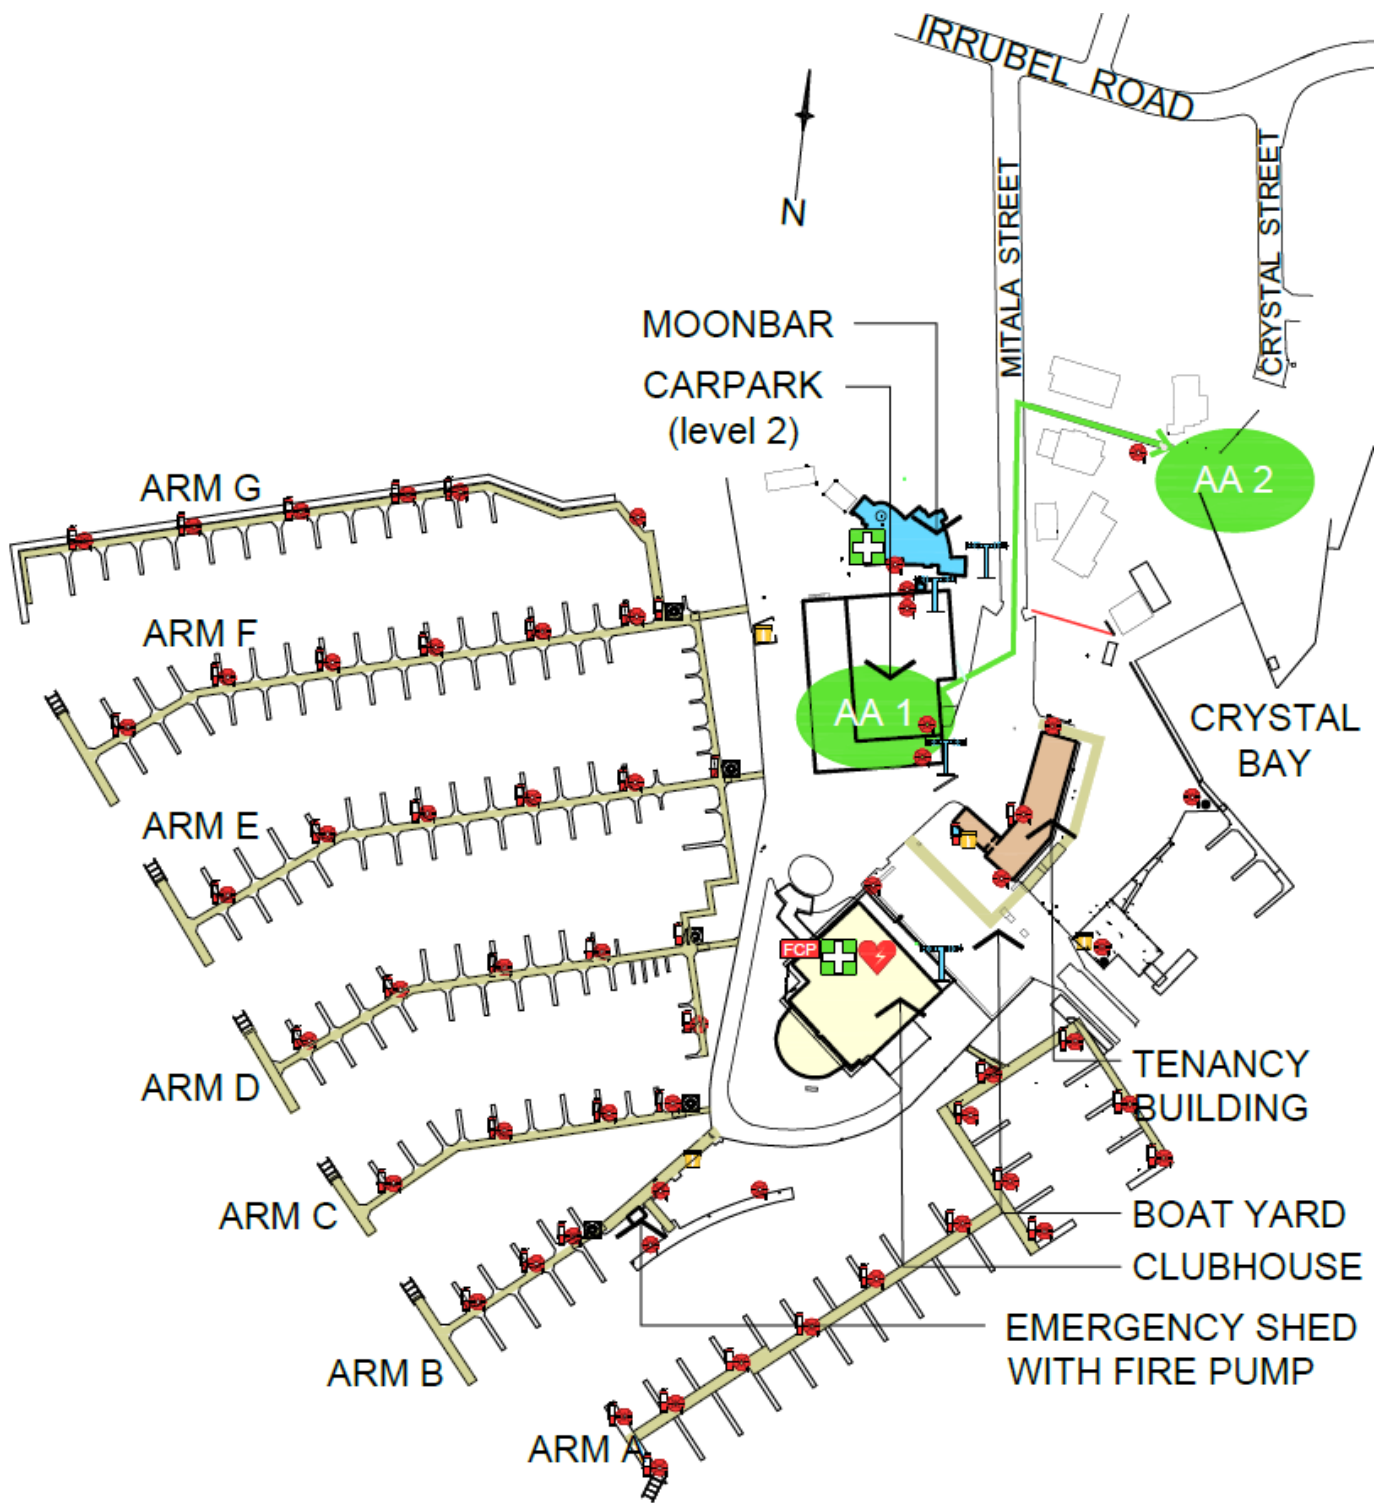 IRRUBEL ROAD
CRYSTAL STREET
MITALA STREET
N
MOONBAR
CARPARK
(level 2)
ARM G
AA 2
ARM F
AA 1
CRYSTAL
BAY
ARM E
FCP
ARM D
TENANCY
BUILDING
ARM C
BOAT YARD
CLUBHOUSE
EMERGENCY SHED
WITH FIRE PUMP
ARM B
ARM A